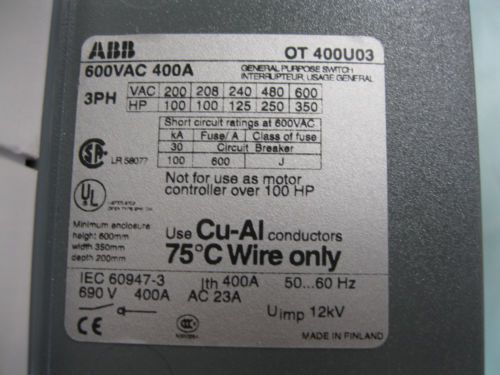 ABB OT 400U03
600VAC 400A GENERAL PURPOSE SWITCH
INTERRUPTEUR, USAGE GENERAL
3PH VAC 200 208 240 480 600
HP 100 100 125 250 350
Short circuit ratings at 600VAC
kA Fuse/A Class of fuse
30 Circuit Breaker
100 600 J
SA LR 58077
Not for use as motor
controller over 100 HP
UL
Minimum enclosure
height 600mm
width 350mm
depth 200mm
Use Cu-Al conductors
75°C Wire only
IEC 60947-3 Ith 400A 50...60 Hz
690 V 400A AC 23A
Uimp 12kV
CE
MADE IN FINLAND